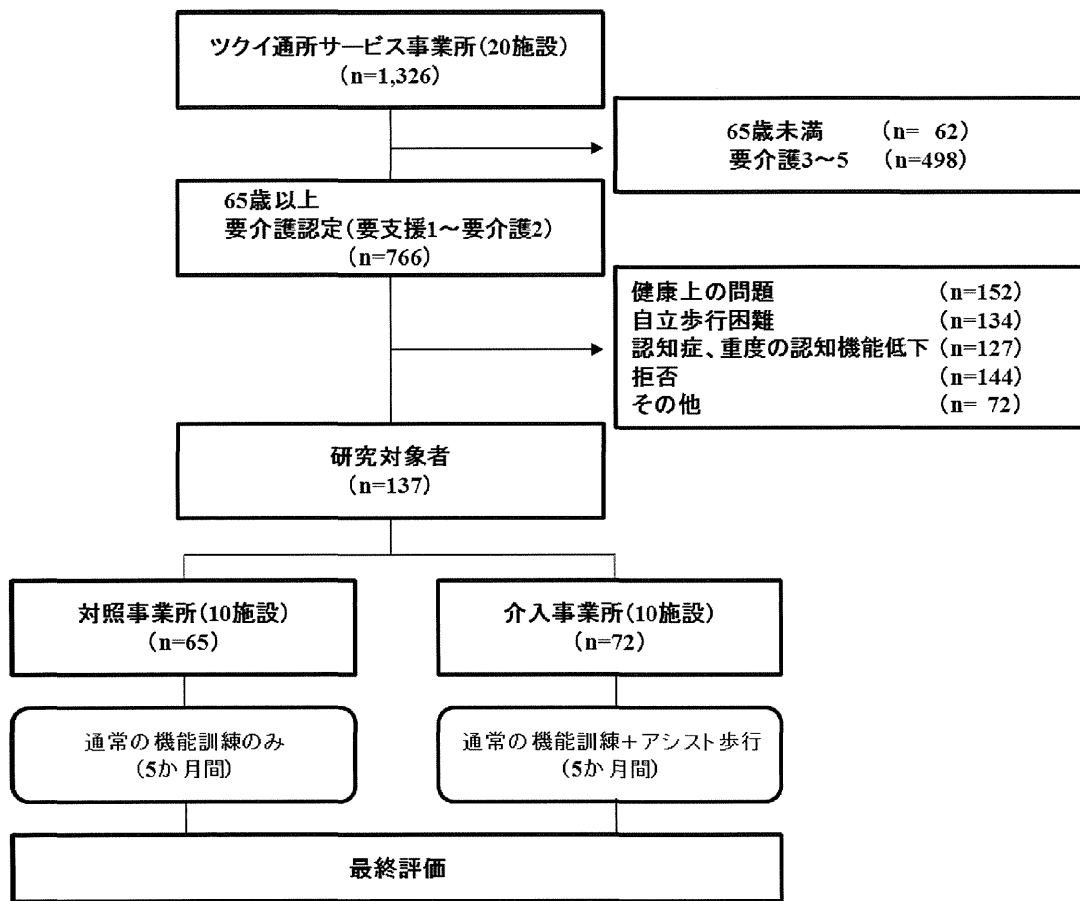 ツクイ通所サービス事業所(20施設)
(n=1,326)
65歳未満 (n= 62)
要介護3～5 (n=498)
65歳以上
要介護認定(要支援1～要介護2)
(n=766)
健康上の問題 (n=152)
自立歩行困難 (n=134)
認知症、重度の認知機能低下 (n=127)
拒否 (n=144)
その他 (n= 72)
研究対象者
(n=137)
対照事業所(10施設)
(n=65)
介入事業所(10施設)
(n=72)
通常の機能訓練のみ
(5か月間)
通常の機能訓練+アシスト歩行
(5か月間)
最終評価